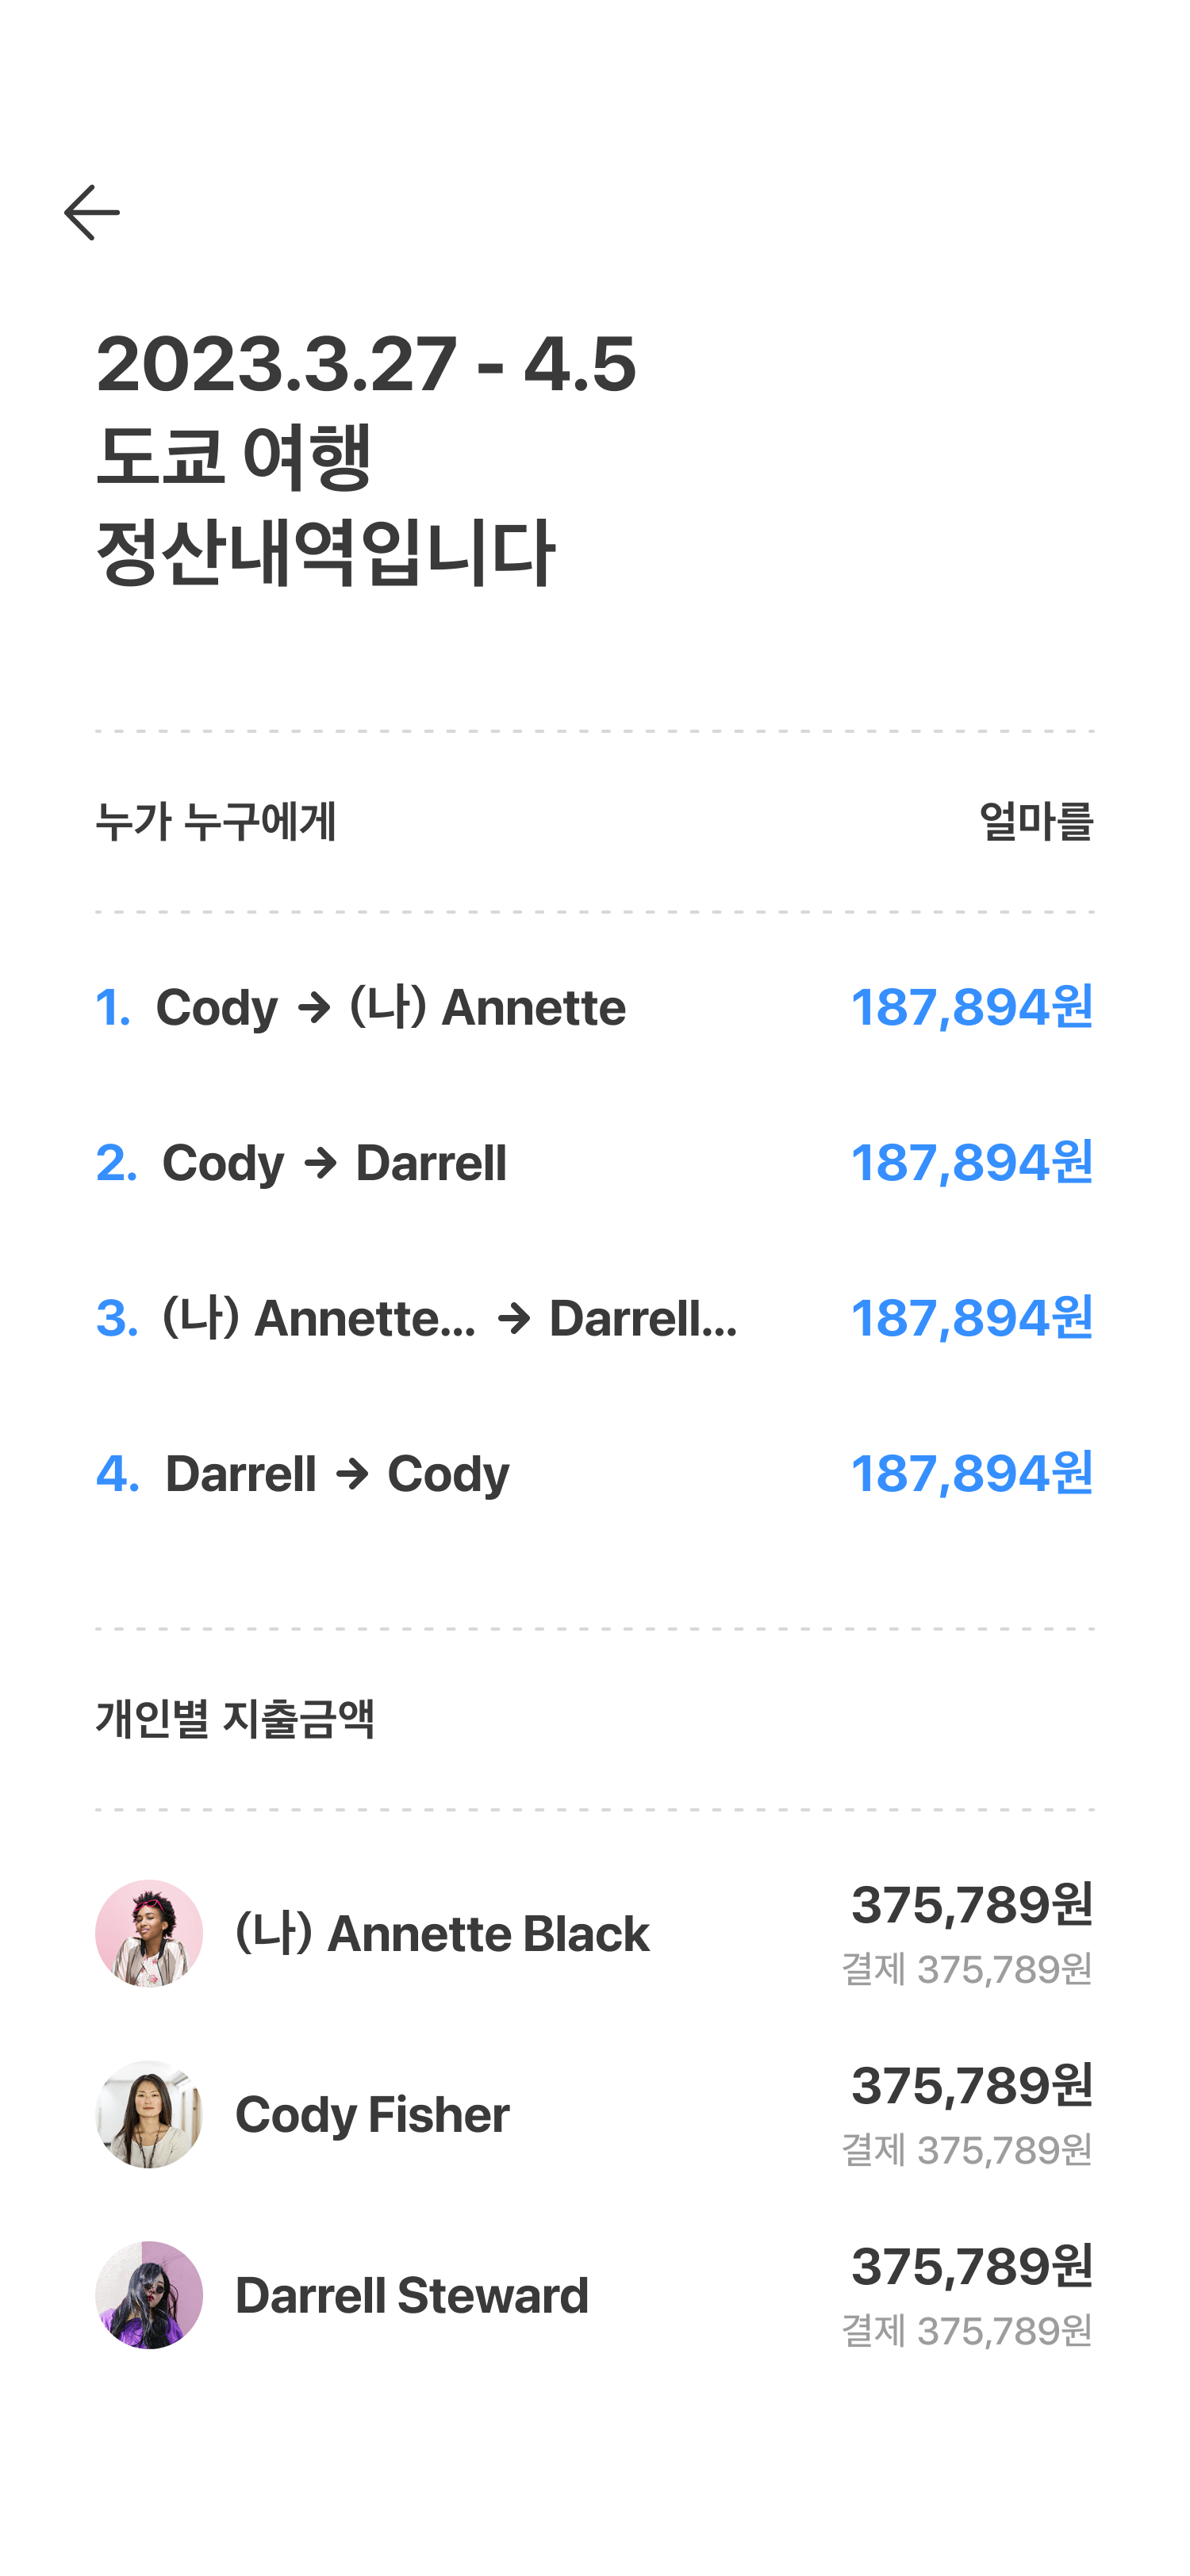 2023.3.27 - 4.5
도쿄 여행
정산내역입니다
누가 누구에게 얼마를
1. Cody → (나) Annette 187,894원
2. Cody → Darrell 187,894원
3. (나) Annette... → Darrell... 187,894원
4. Darrell → Cody 187,894원
개인별 지출금액
(나) Annette Black 375,789원
결제 375,789원
Cody Fisher 375,789원
결제 375,789원
Darrell Steward 375,789원
결제 375,789원